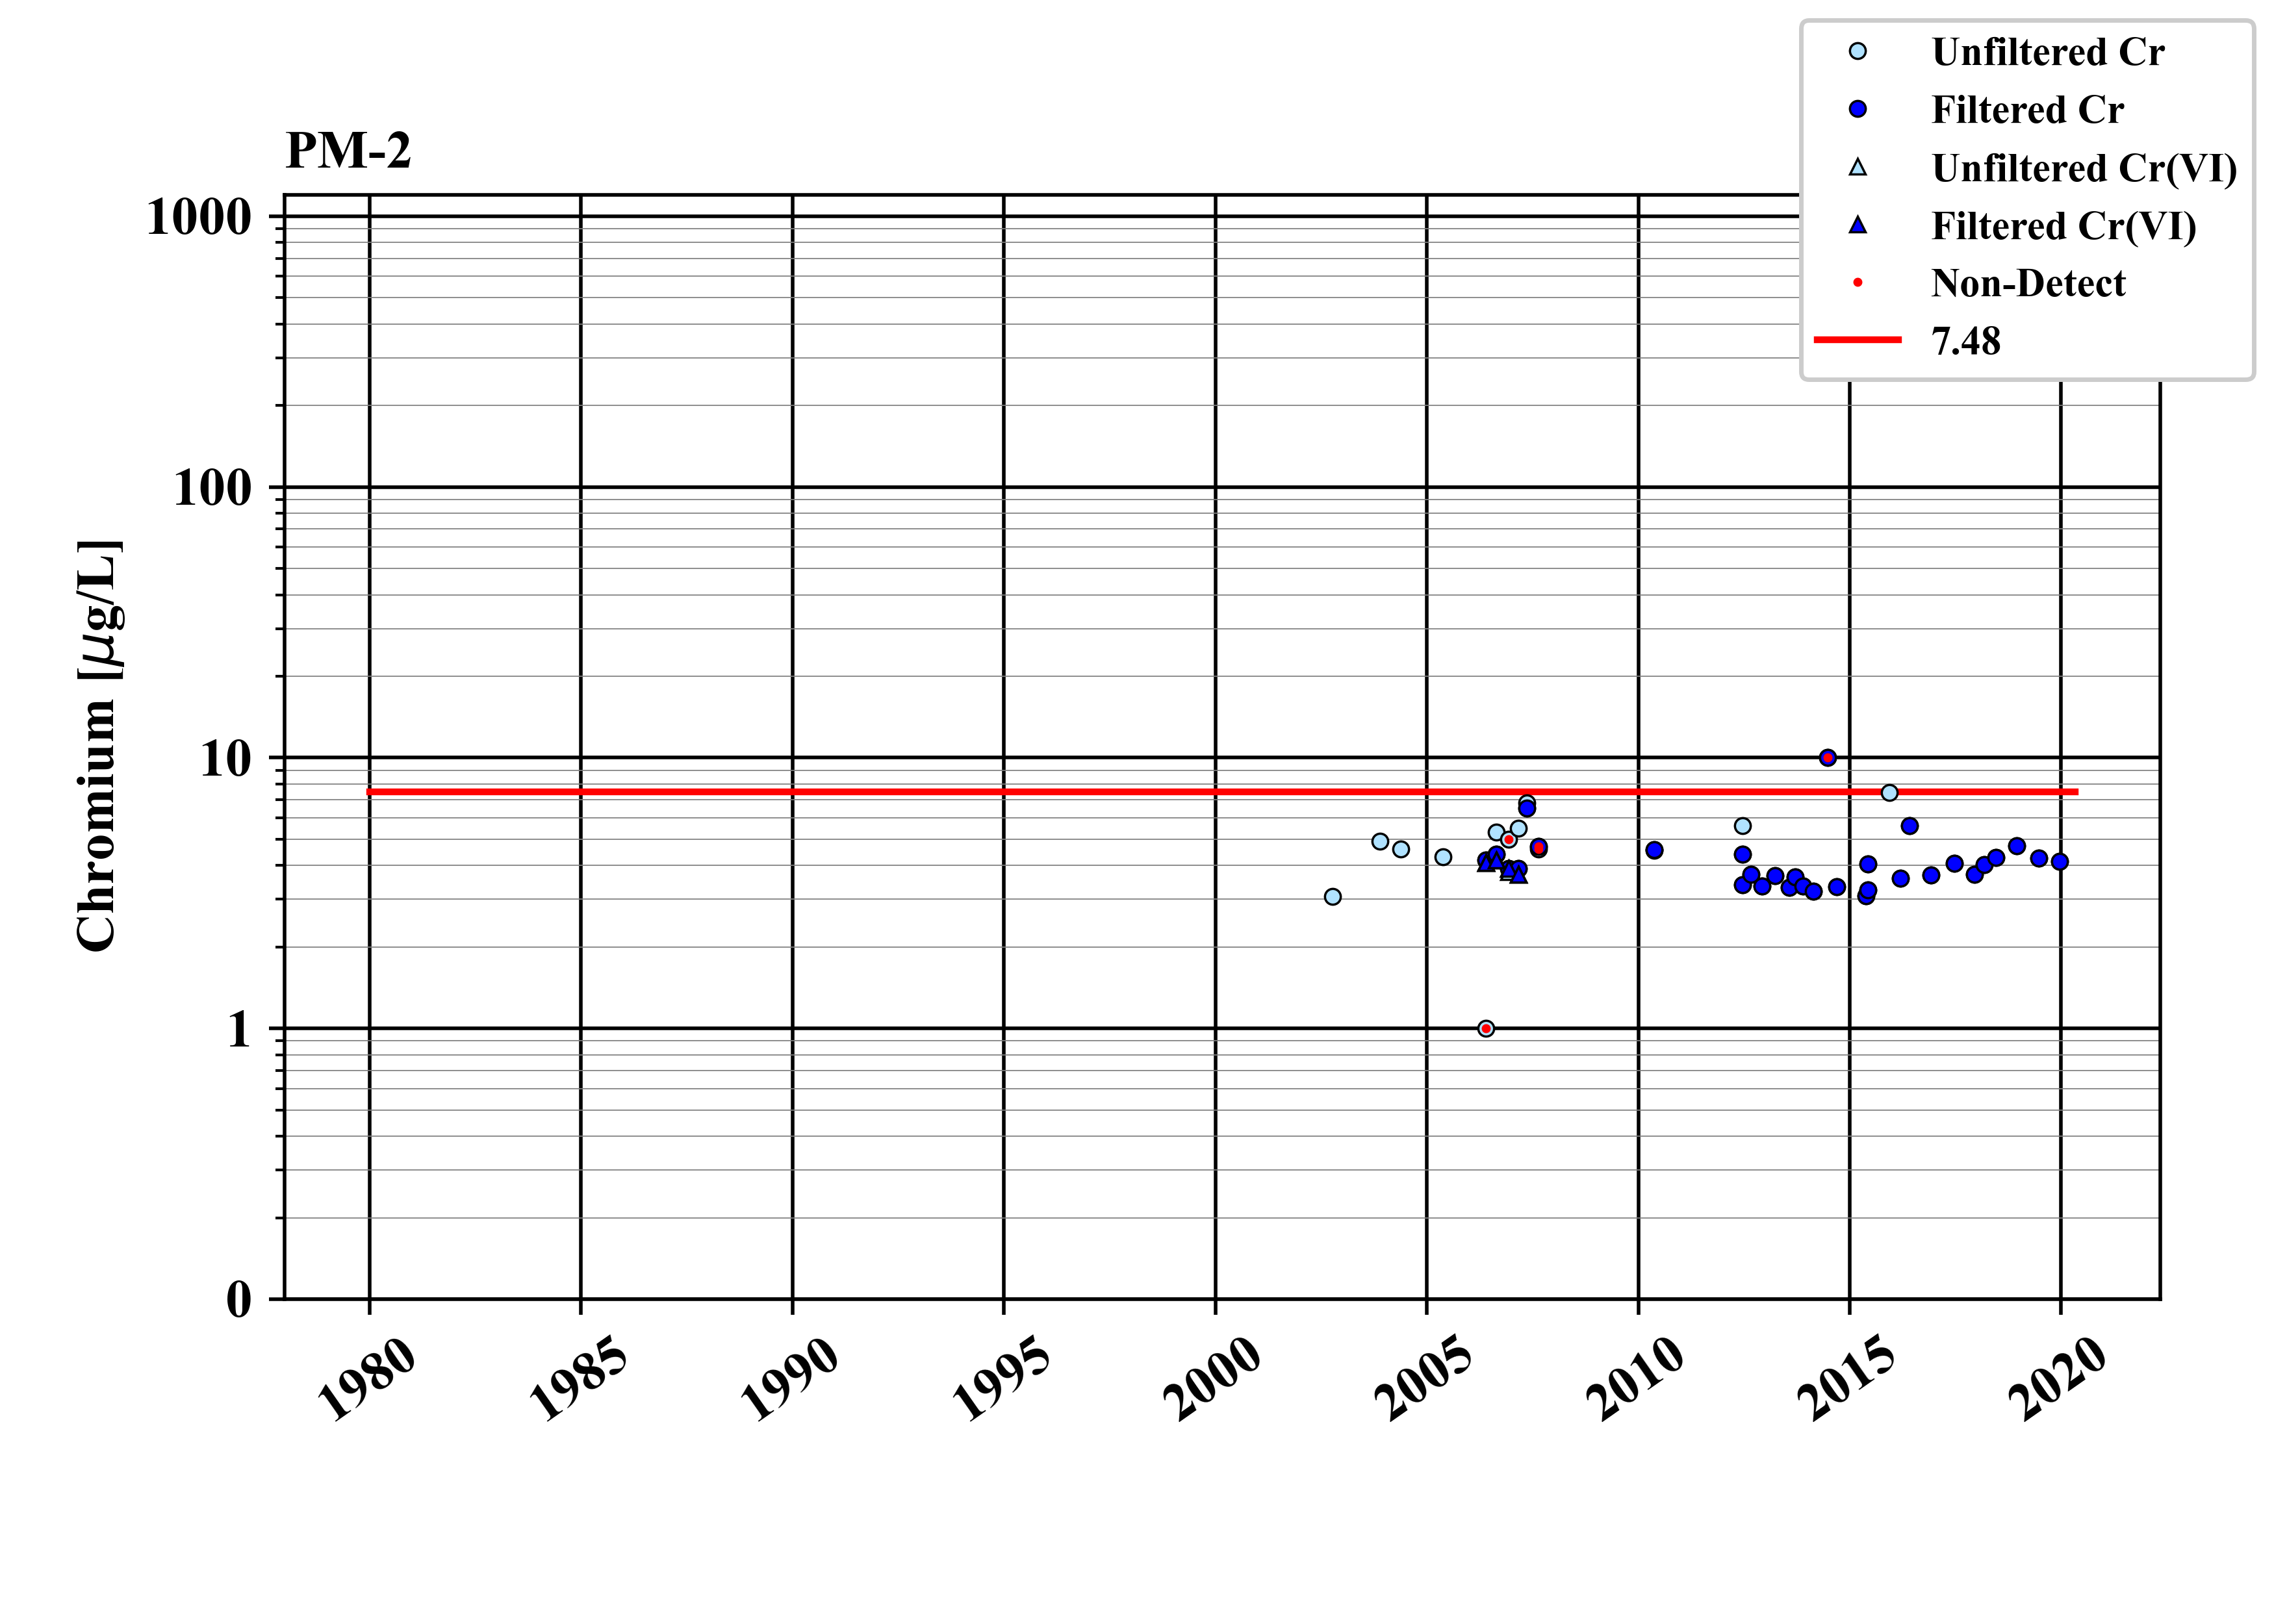 PM-2
Unfiltered Cr
Filtered Cr
Unfiltered Cr(VI)
Filtered Cr(VI)
Non-Detect
7.48
Chromium [μg/L]
1000
100
10
1
0
1980
1985
1990
1995
2000
2005
2010
2015
2020